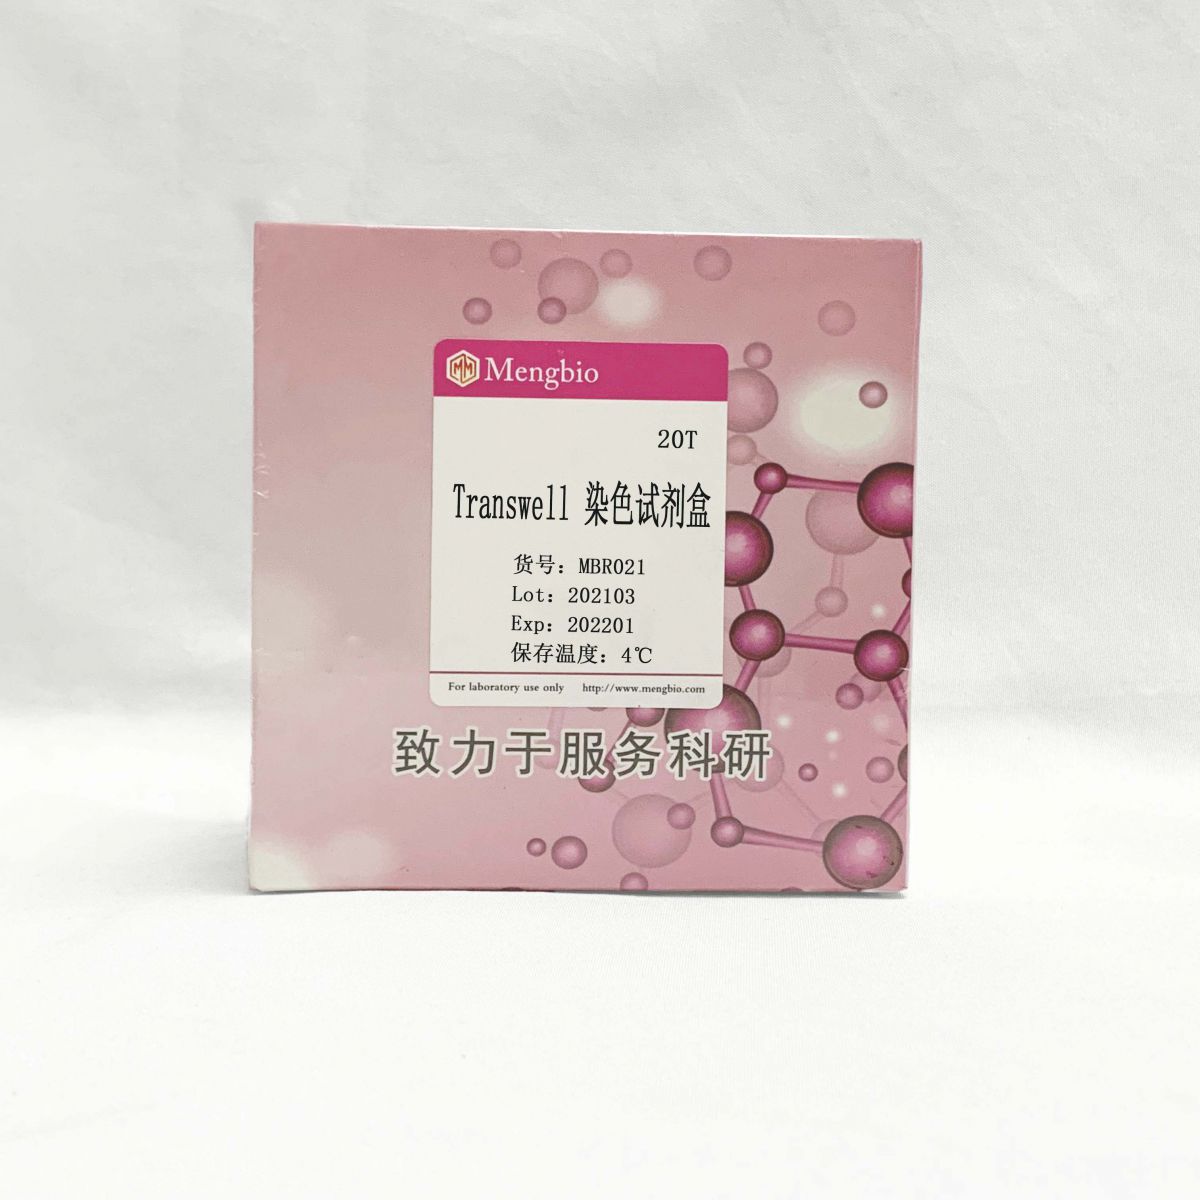 Mengbio
20T
Transwell 染色试剂盒
货号：MBR021
Lot：202103
Exp：202201
保存温度：4℃
For laboratory use only http://www.mengbio.com
致力于服务科研